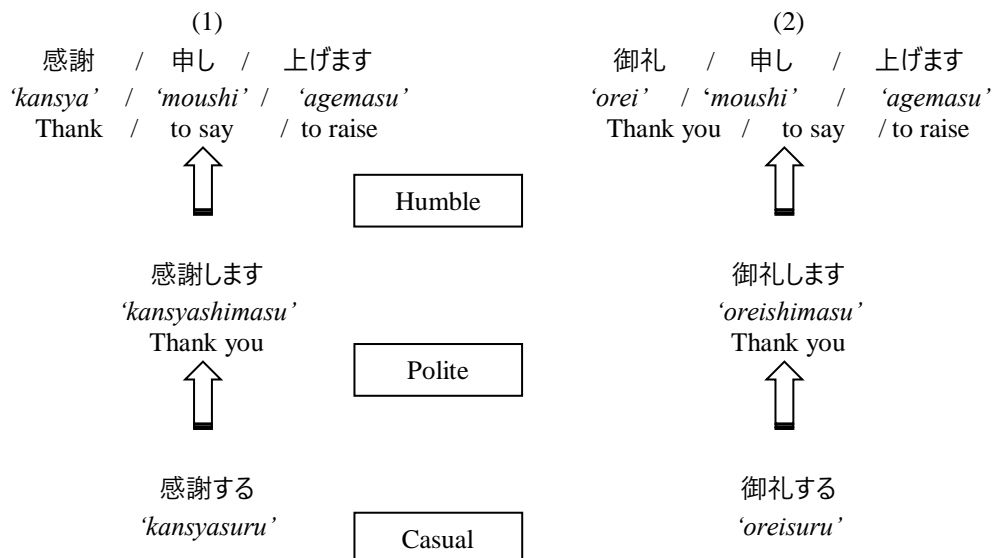 (1)
感謝 / 申し / 上げます
‘kansya’ / ‘moushi’ / ‘agemasu’
Thank / to say / to raise
(2)
御礼 / 申し / 上げます
‘orei’ / ‘moushi’ / ‘agemasu’
Thank you / to say / to raise
Humble
感謝します
‘kansyashimasu’
Thank you
御礼します
‘oreishimasu’
Thank you
Polite
感謝する
‘kansyasuru’
御礼する
‘oreisuru’
Casual